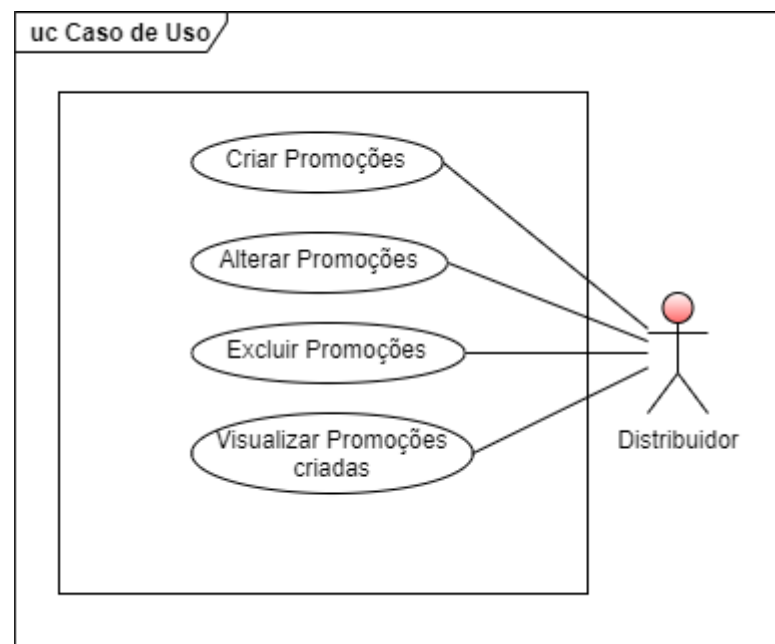 uc Caso de Uso
Criar Promoções
Alterar Promoções
Excluir Promoções
Visualizar Promoções
criadas
Distribuidor